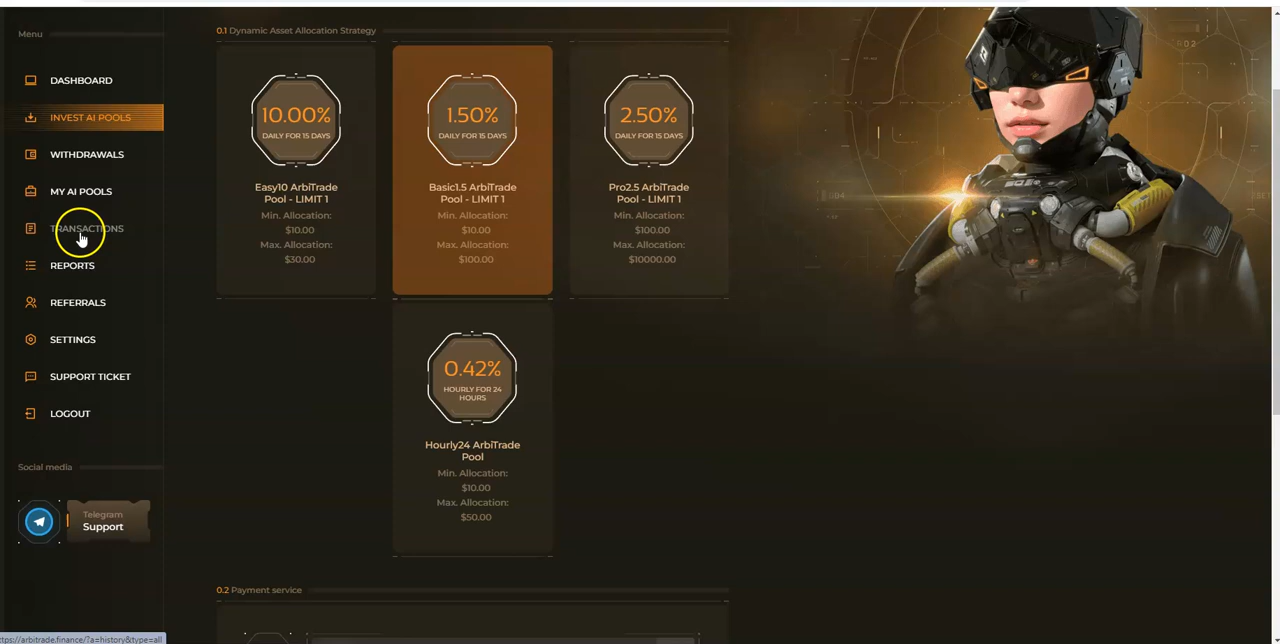 Menu
DASHBOARD
INVEST AI POOLS
WITHDRAWALS
MY AI POOLS
TRANSACTIONS
REPORTS
REFERRALS
SETTINGS
SUPPORT TICKET
LOGOUT
Social media
Telegram
Support
0.1 Dynamic Asset Allocation Strategy
10.00%
DAILY FOR 15 DAYS
Easy10 ArbiTrade
Pool - LIMIT 1
Min. Allocation:
$10.00
Max. Allocation:
$30.00
1.50%
DAILY FOR 15 DAYS
Basic1.5 ArbiTrade
Pool - LIMIT 1
Min. Allocation:
$10.00
Max. Allocation:
$100.00
2.50%
DAILY FOR 15 DAYS
Pro2.5 ArbiTrade
Pool - LIMIT 1
Min. Allocation:
$100.00
Max. Allocation:
$10000.00
0.42%
HOURLY FOR 24
HOURS
Hourly24 ArbiTrade
Pool
Min. Allocation:
$10.00
Max. Allocation:
$50.00
0.2 Payment service
ttps://arbitrade.finance/?a=history&type=all